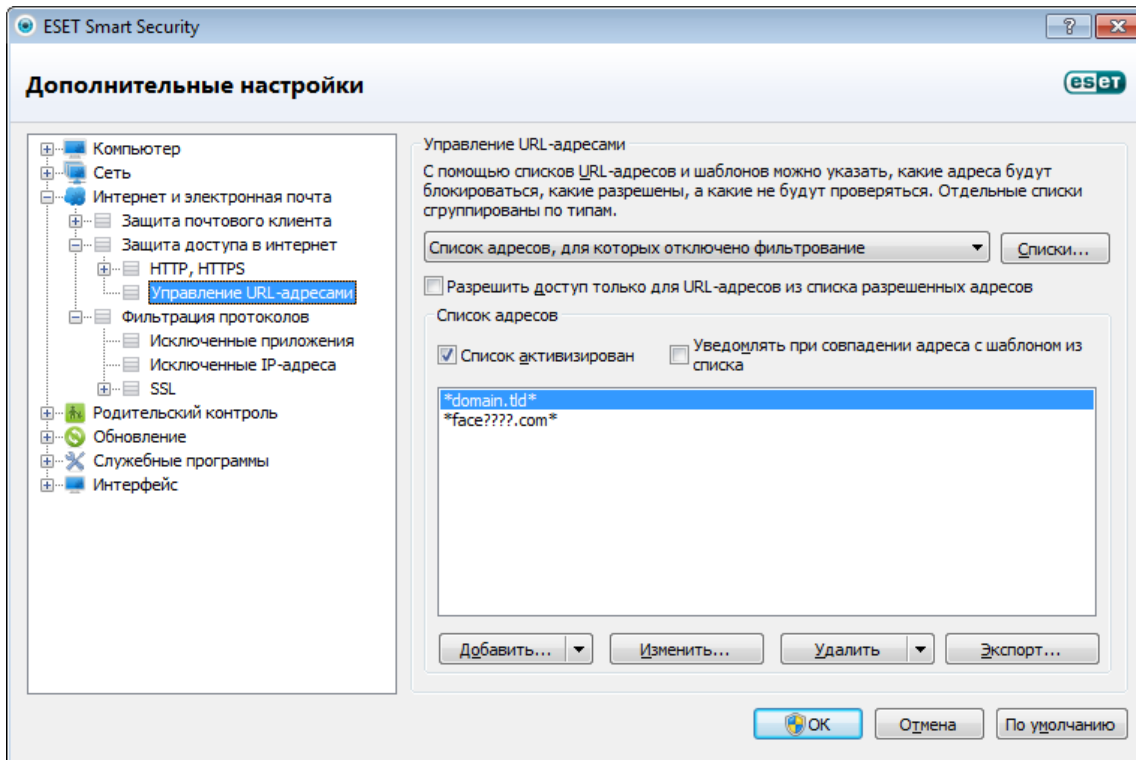 ESET Smart Security
Дополнительные настройки
eset
Компьютер
Сеть
Интернет и электронная почта
Защита почтового клиента
Защита доступа в интернет
HTTP, HTTPS
Управление URL-адресами
Фильтрация протоколов
Исключенные приложения
Исключенные IP-адреса
SSL
Родительский контроль
Обновление
Служебные программы
Интерфейс
Управление URL-адресами
С помощью списков URL-адресов и шаблонов можно указать, какие адреса будут
блокироваться, какие разрешены, а какие не будут проверяться. Отдельные списки
сгруппированы по типам.
Список адресов, для которых отключено фильтрование
Списки...
Разрешить доступ только для URL-адресов из списка разрешенных адресов
Список адресов
Список активизирован
Уведомлять при совпадении адреса с шаблоном из
списка
*domain.tld*
*face????.com*
Добавить...
Изменить...
Удалить
Экспорт...
OK
Отмена
По умолчанию